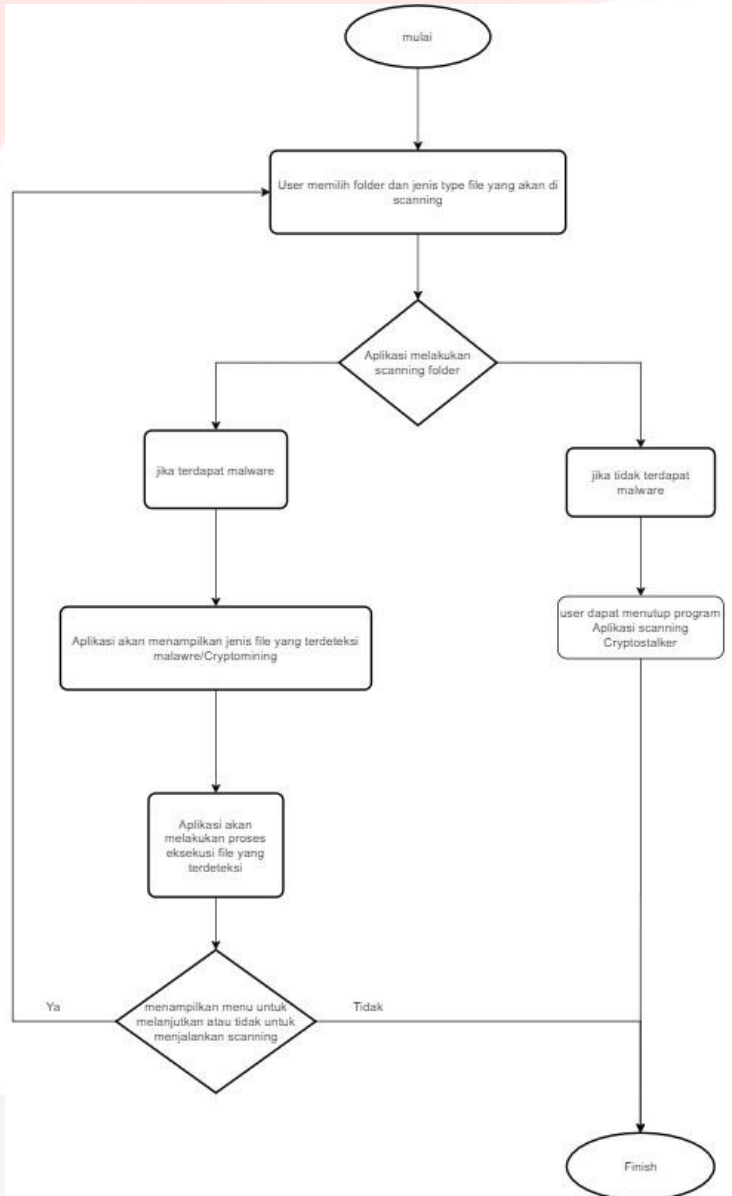 mulai
User memilih folder dan jenis type file yang akan di
scanning
Aplikasi melakukan
scanning folder
jika terdapat malware
jika tidak terdapat
malware
Aplikasi akan menampilkan jenis file yang terdeteksi
malawre/Cryptomining
user dapat menutup program
Aplikasi scanning
Cryptostalker
Aplikasi akan
melakukan proses
eksekusi file yang
terdeteksi
Ya
menampilkan menu untuk
melanjutkan atau tidak untuk
menjalankan scanning
Tidak
Finish